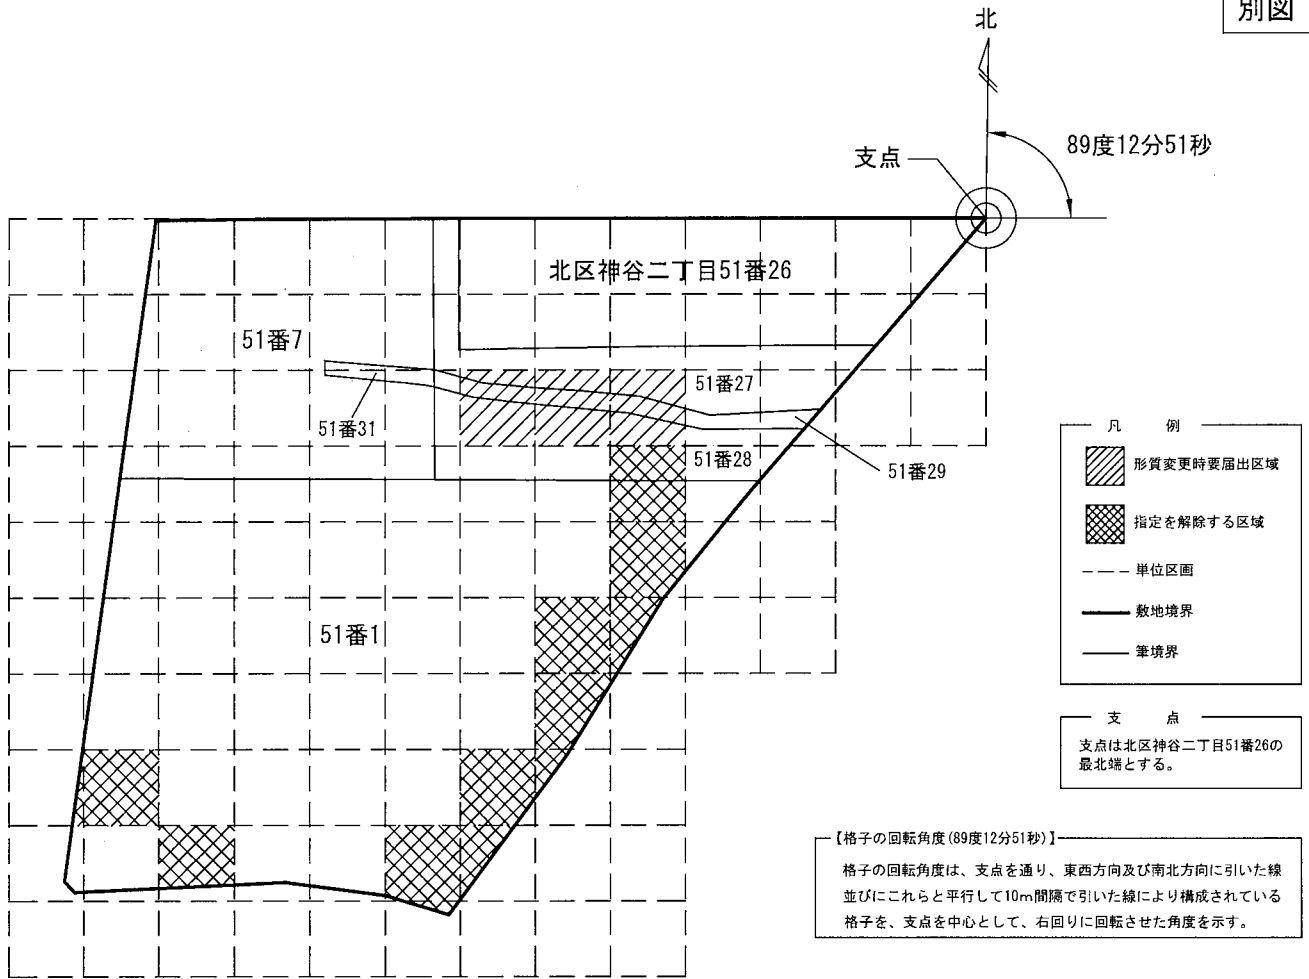 別図
北
89度12分51秒
支点
北区神谷二丁目51番26
51番7
51番27
51番31
51番28
51番29
51番1
凡 例
形質変更時要届出区域
指定を解除する区域
単位区画
敷地境界
筆境界
支 点
支点は北区神谷二丁目51番26の
最北端とする。
【格子の回転角度(89度12分51秒)】
格子の回転角度は、支点を通り、東西方向及び南北方向に引いた線
並びにこれらと平行して10m間隔で引いた線により構成されている
格子を、支点を中心として、右回りに回転させた角度を示す。